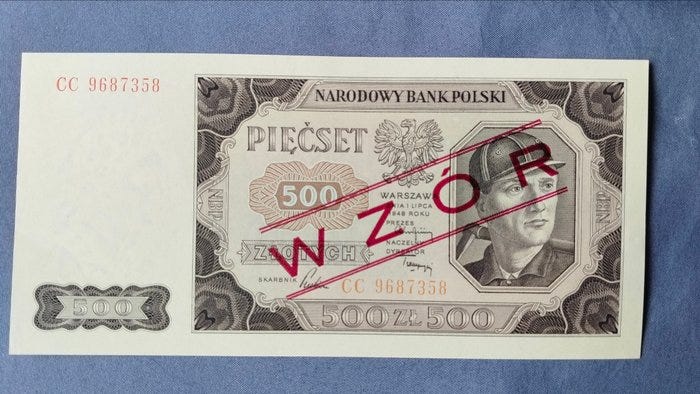 CC 9687358
NARODOWY BANK POLSKI
PIĘĆSET
500
WARSZAWA
DNIA 1 LIPCA
1948 ROKU
PREZES
NACZELNY
DYREKTOR
ZŁOTYCH
SKARBNIK
CC 9687358
500 ZŁ 500
500
NBP
NBP
WZÓR